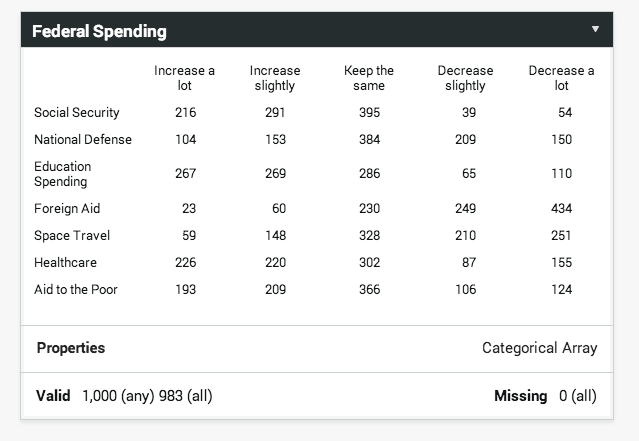 Federal Spending
Increase a lot Increase slightly Keep the same Decrease slightly Decrease a lot
Social Security 216 291 395 39 54
National Defense 104 153 384 209 150
Education Spending 267 269 286 65 110
Foreign Aid 23 60 230 249 434
Space Travel 59 148 328 210 251
Healthcare 226 220 302 87 155
Aid to the Poor 193 209 366 106 124
Properties Categorical Array
Valid 1,000 (any) 983 (all) Missing 0 (all)